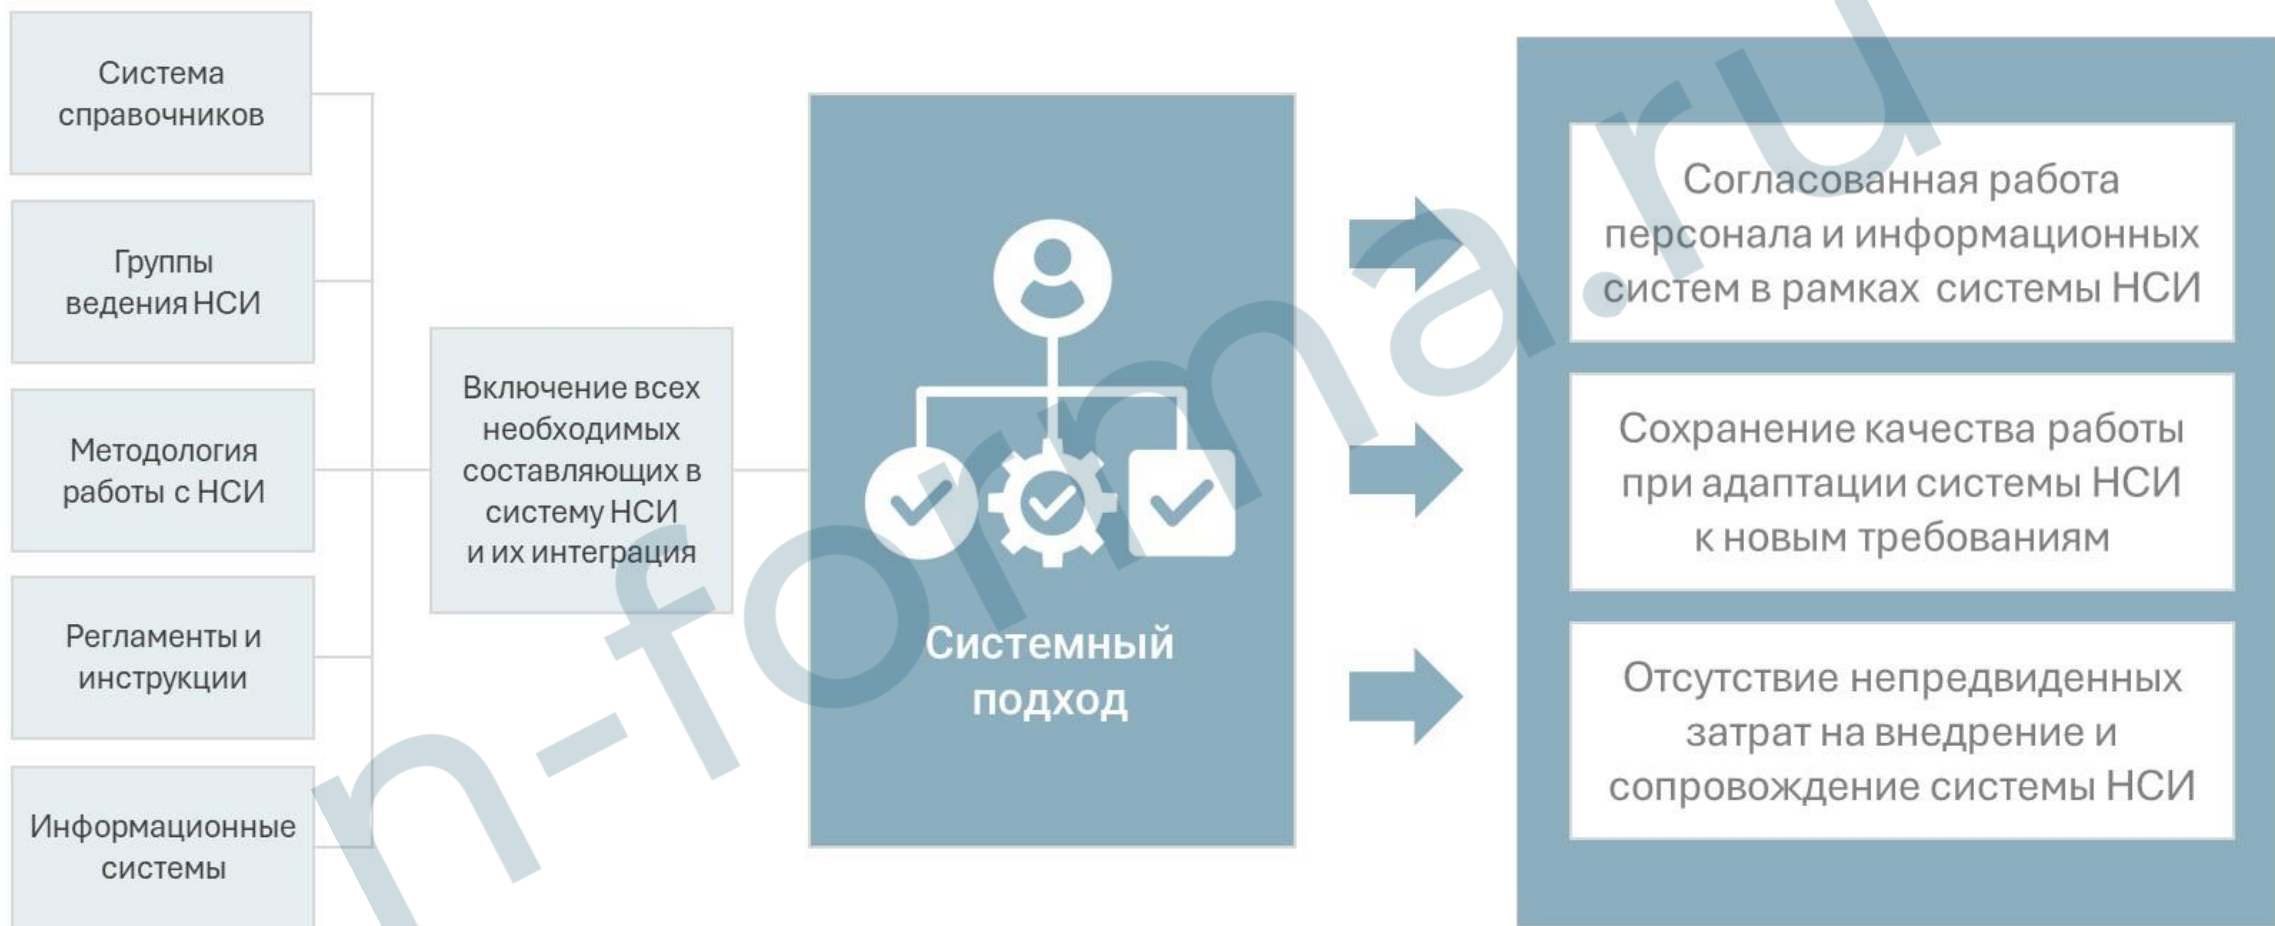 Система
справочников
Группы
ведения НСИ
Методология
работы с НСИ
Регламенты и
инструкции
Информационные
системы
Включение всех
необходимых
составляющих в
систему НСИ
и их интеграция
Системный
подход
Согласованная работа
персонала и информационных
систем в рамках системы НСИ
Сохранение качества работы
при адаптации системы НСИ
к новым требованиям
Отсутствие непредвиденных
затрат на внедрение и
сопровождение системы НСИ
n-forma.ru